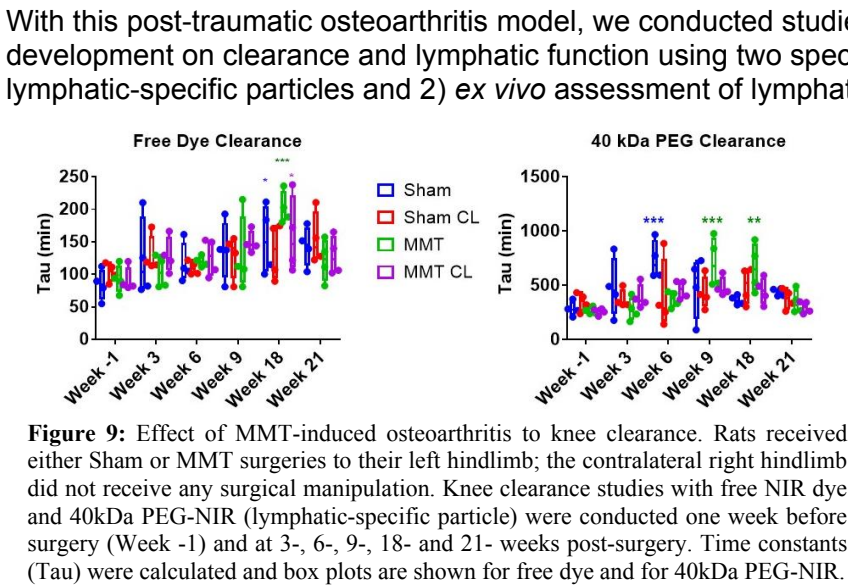 With this post-traumatic osteoarthritis model, we conducted studie
development on clearance and lymphatic function using two spec
lymphatic-specific particles and 2) ex vivo assessment of lymphat
Free Dye Clearance
Tau (min)
250
200
150
100
50
0
*
***
*
Week -1
Week 3
Week 6
Week 9
Week 18
Week 21
Sham
Sham CL
MMT
MMT CL
40 kDa PEG Clearance
Tau (min)
1500
1000
500
0
***
***
**
Week -1
Week 3
Week 6
Week 9
Week 18
Week 21
Figure 9: Effect of MMT-induced osteoarthritis to knee clearance. Rats received
either Sham or MMT surgeries to their left hindlimb; the contralateral right hindlimb
did not receive any surgical manipulation. Knee clearance studies with free NIR dye
and 40kDa PEG-NIR (lymphatic-specific particle) were conducted one week before
surgery (Week -1) and at 3-, 6-, 9-, 18- and 21- weeks post-surgery. Time constants
(Tau) were calculated and box plots are shown for free dye and for 40kDa PEG-NIR.